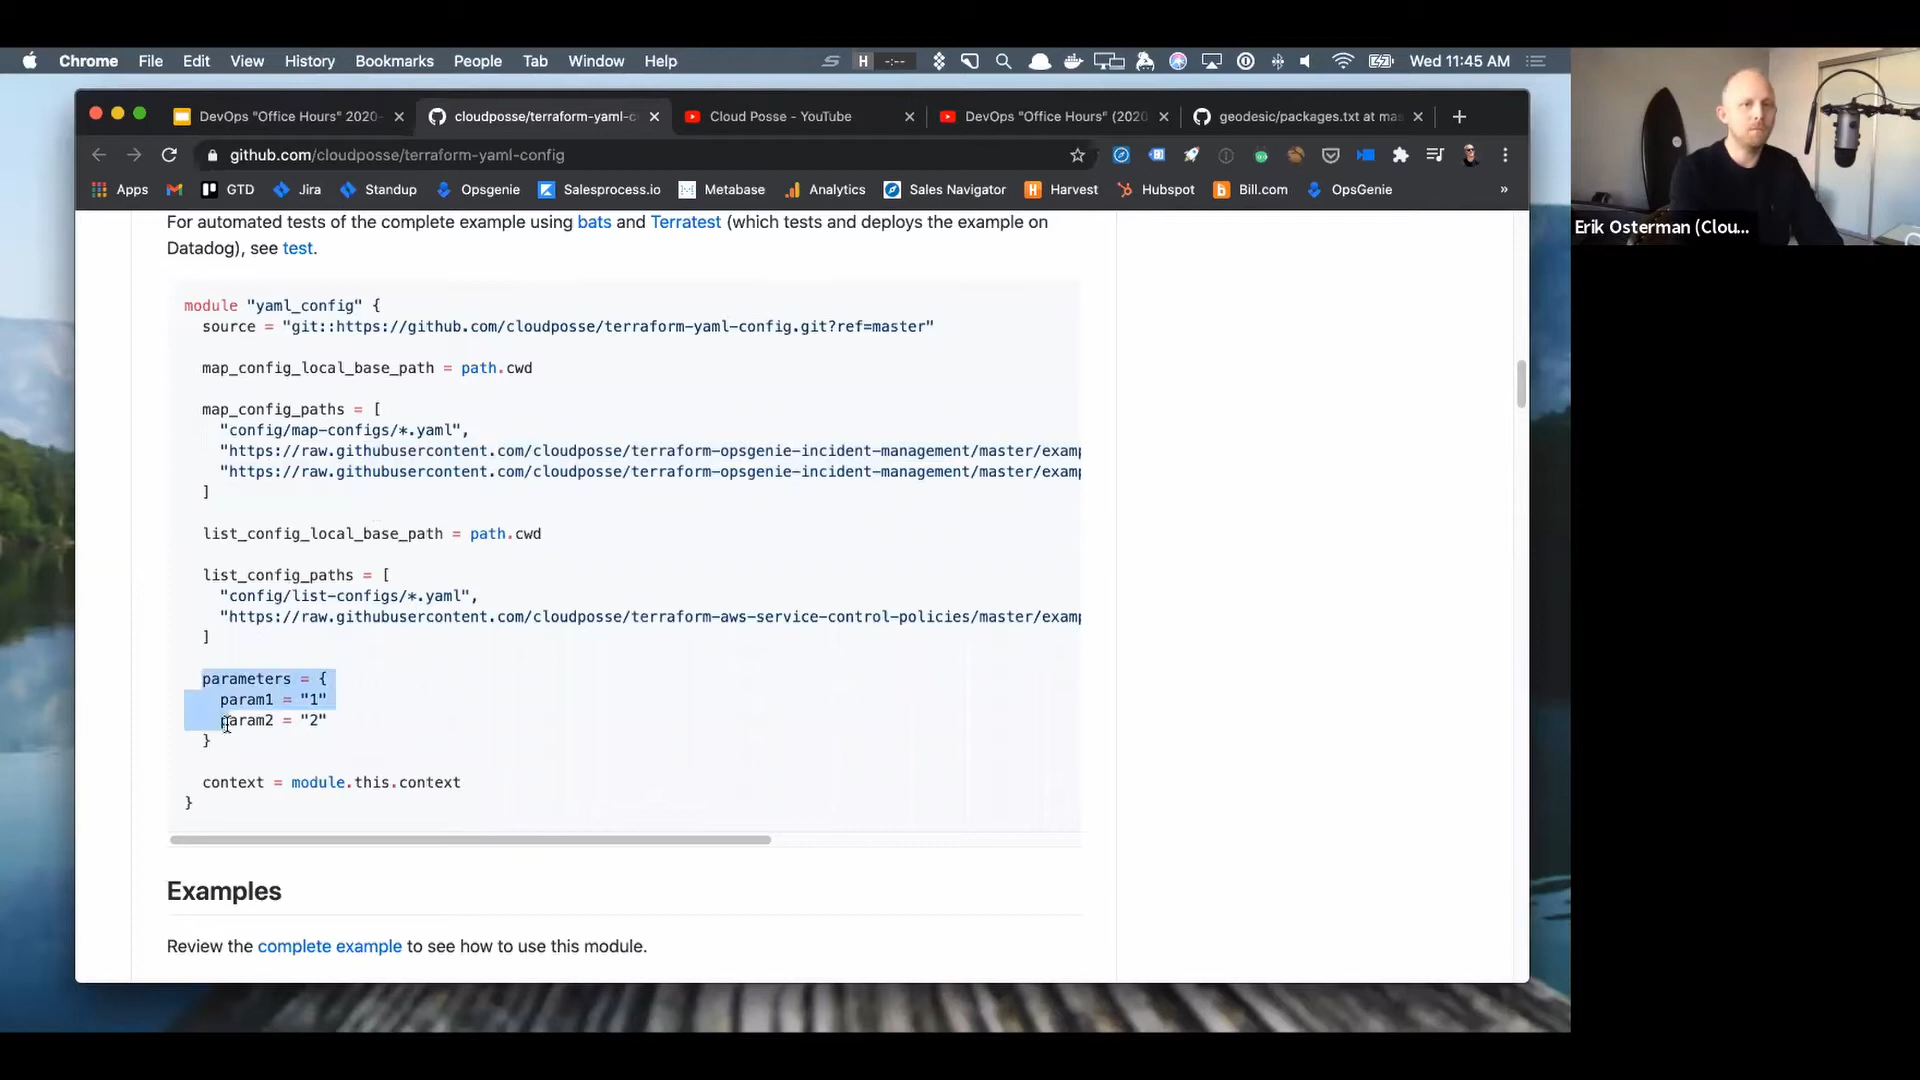 Chrome File Edit View History Bookmarks People Tab Window Help H -:-- Wed 11:45 AM
DevOps "Office Hours" 2020- cloudposse/terraform-yaml-c Cloud Posse - YouTube DevOps "Office Hours" (2020 geodesic/packages.txt at mas
github.com/cloudposse/terraform-yaml-config
Apps GTD Jira Standup Opsgenie Salesprocess.io Metabase Analytics Sales Navigator Harvest Hubspot Bill.com OpsGenie »
Erik Osterman (Clou...
For automated tests of the complete example using bats and Terratest (which tests and deploys the example on
Datadog), see test.
module "yaml_config" {
source = "git::https://github.com/cloudposse/terraform-yaml-config.git?ref=master"
map_config_local_base_path = path.cwd
map_config_paths = [
"config/map-configs/*.yaml",
"https://raw.githubusercontent.com/cloudposse/terraform-opsgenie-incident-management/master/examp
"https://raw.githubusercontent.com/cloudposse/terraform-opsgenie-incident-management/master/examp
]
list_config_local_base_path = path.cwd
list_config_paths = [
"config/list-configs/*.yaml",
"https://raw.githubusercontent.com/cloudposse/terraform-aws-service-control-policies/master/examp
]
parameters = {
param1 = "1"
param2 = "2"
}
context = module.this.context
}
Examples
Review the complete example to see how to use this module.